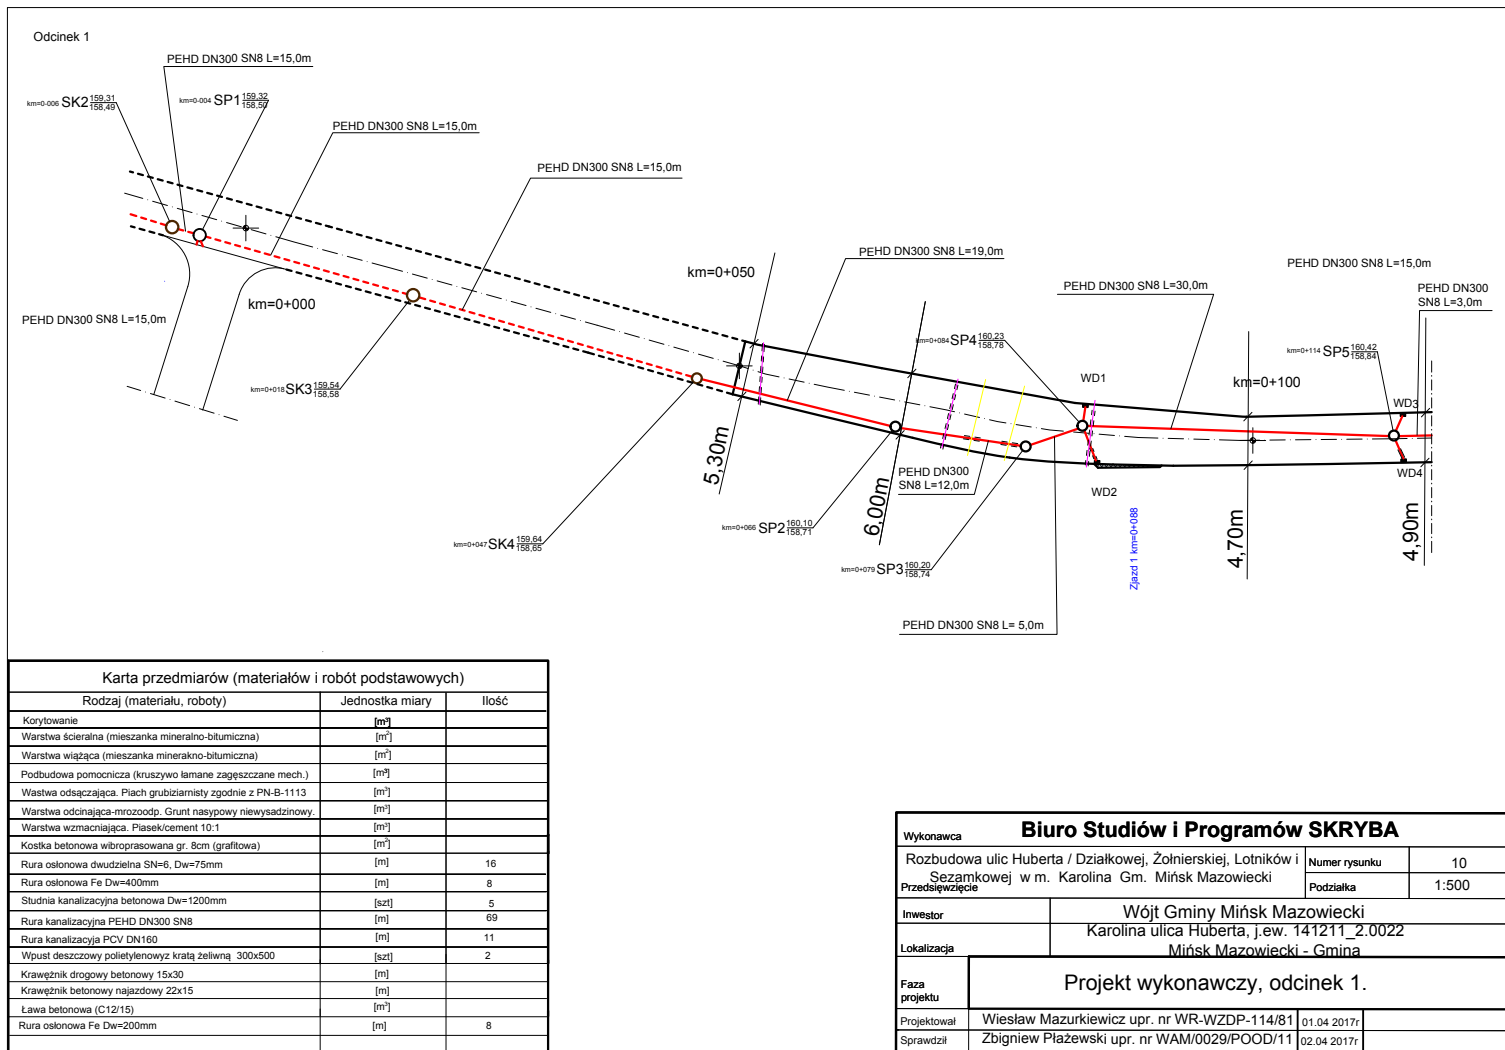 Odcinek 1
PEHD DN300 SN8 L=15,0m
km=0-006 SK2 159,31
158,49
km=0-004 SP1 159,32
158,50
PEHD DN300 SN8 L=15,0m
PEHD DN300 SN8 L=15,0m
km=0+050
PEHD DN300 SN8 L=19,0m
PEHD DN300 SN8 L=15,0m
PEHD DN300 SN8 L=30,0m
PEHD DN300
SN8 L=3,0m
km=0+000
PEHD DN300 SN8 L=15,0m
km=0+084 SP4 160,23
158,78
km=0+114 SP5 160,42
158,84
km=0+018 SK3 159,54
158,58
WD1
km=0+100
WD3
5,30m
6,00m
PEHD DN300
SN8 L=12,0m
WD2
WD4
km=0+047 SK4 159,64
158,65
km=0+066 SP2 160,10
158,71
km=0+079 SP3 160,20
158,74
Zjazd 1 km=0+088
4,70m
4,90m
PEHD DN300 SN8 L= 5,0m
Karta przedmiarów (materiałów i robót podstawowych)
Rodzaj (materiału, roboty) Jednostka miary Ilość
Korytowanie [m³]
Warstwa ścieralna (mieszanka mineralno-bitumiczna) [m²]
Warstwa wiążąca (mieszanka minerakno-bitumiczna) [m²]
Podbudowa pomocnicza (kruszywo łamane zagęszczane mech.) [m³]
Wastwa odsączająca. Piach grubiziarnisty zgodnie z PN-B-1113 [m³]
Warstwa odcinająca-mrozoodp. Grunt nasypowy niewysadzinowy. [m³]
Warstwa wzmacniająca. Piasek/cement 10:1 [m³]
Kostka betonowa wibroprasowana gr. 8cm (grafitowa) [m²]
Rura osłonowa dwudzielna SN=6, Dw=75mm [m] 16
Rura osłonowa Fe Dw=400mm [m] 8
Studnia kanalizacyjna betonowa Dw=1200mm [szt] 5
Rura kanalizacyjna PEHD DN300 SN8 [m] 69
Rura kanalizacyja PCV DN160 [m] 11
Wpust deszczowy polietylenowyz kratą żeliwną 300x500 [szt] 2
Krawężnik drogowy betonowy 15x30 [m]
Krawężnik betonowy najazdowy 22x15 [m]
Ława betonowa (C12/15) [m³]
Rura osłonowa Fe Dw=200mm [m] 8
Wykonawca Biuro Studiów i Programów SKRYBA
Rozbudowa ulic Huberta / Działkowej, Żołnierskiej, Lotników i
Sezamkowej w m. Karolina Gm. Mińsk Mazowiecki
Przedsięwzięcie
Numer rysunku 10
Podziałka 1:500
Inwestor Wójt Gminy Mińsk Mazowiecki
Lokalizacja Karolina ulica Huberta, j.ew. 141211_2.0022
Mińsk Mazowiecki - Gmina
Faza
projektu
Projekt wykonawczy, odcinek 1.
Projektował Wiesław Mazurkiewicz upr. nr WR-WZDP-114/81 01.04 2017r
Sprawdził Zbigniew Płażewski upr. nr WAM/0029/POOD/11 02.04 2017r